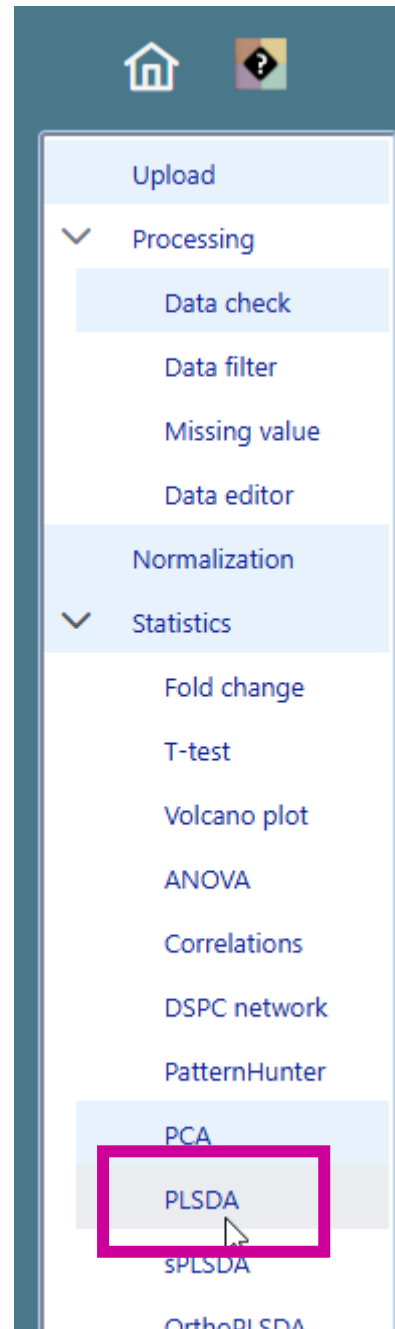 ?
Upload
Processing
Data check
Data filter
Missing value
Data editor
Normalization
Statistics
Fold change
T-test
Volcano plot
ANOVA
Correlations
DSPC network
PatternHunter
PCA
PLSDA
sPLSDA
OrthoPLSDA